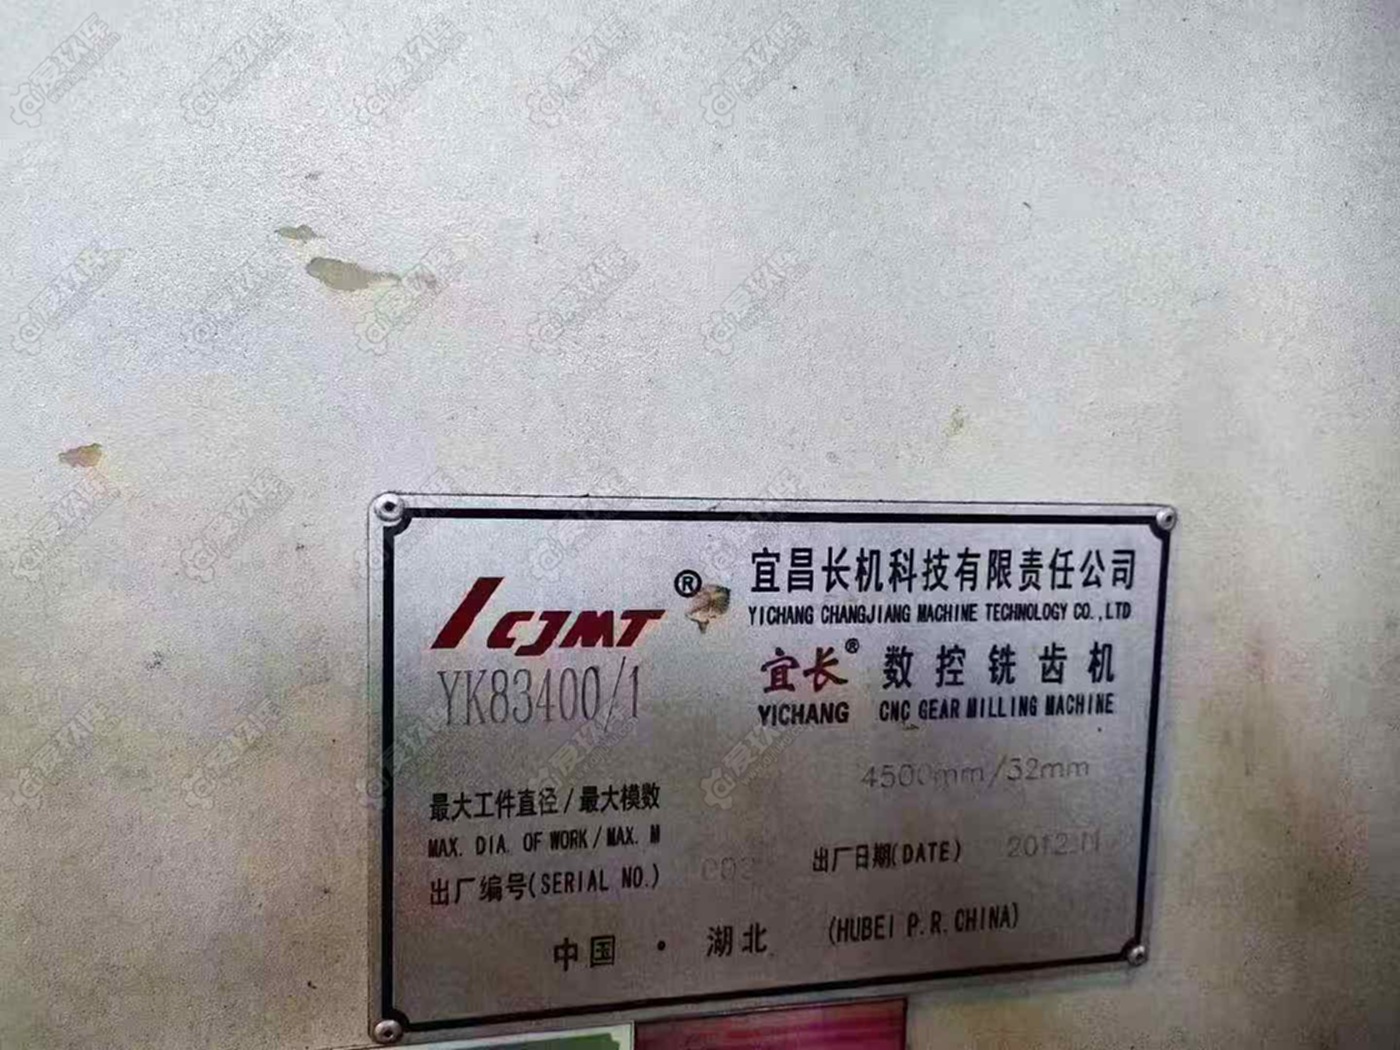 宜昌长机科技有限责任公司
YICHANG CHANGJIANG MACHINE TECHNOLOGY CO.,LTD
CJMT®
宜长® 数控铣齿机
YICHANG CNC GEAR MILLING MACHINE
YK83400/1
4500mm/32mm
最大工件直径/最大模数
MAX. DIA. OF WORK/MAX. M
出厂编号(SERIAL NO.)
出厂日期(DATE) 2012.11
中国·湖北 (HUBEI P.R.CHINA)